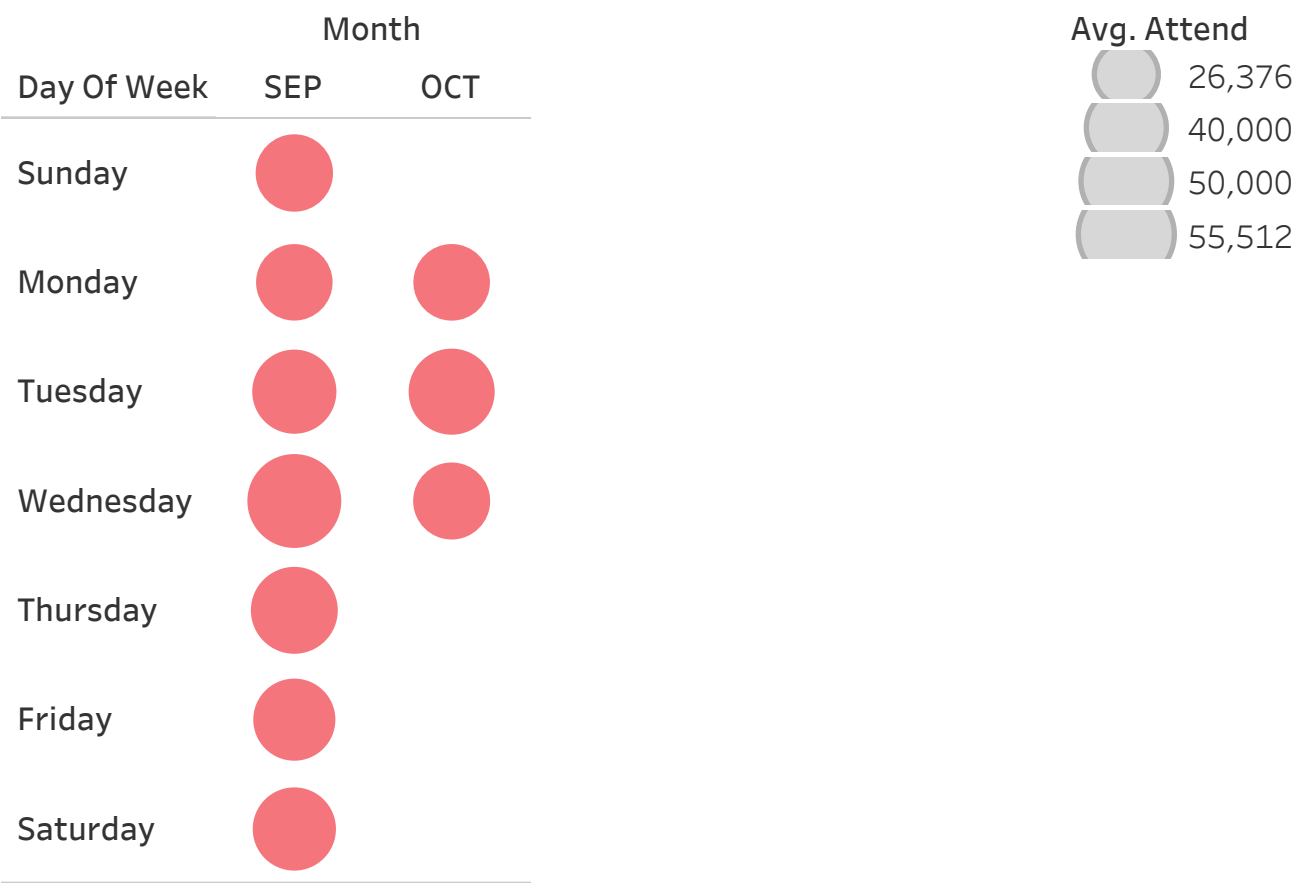 Month
Day Of Week SEP OCT
Sunday
Monday
Tuesday
Wednesday
Thursday
Friday
Saturday
Avg. Attend
26,376
40,000
50,000
55,512